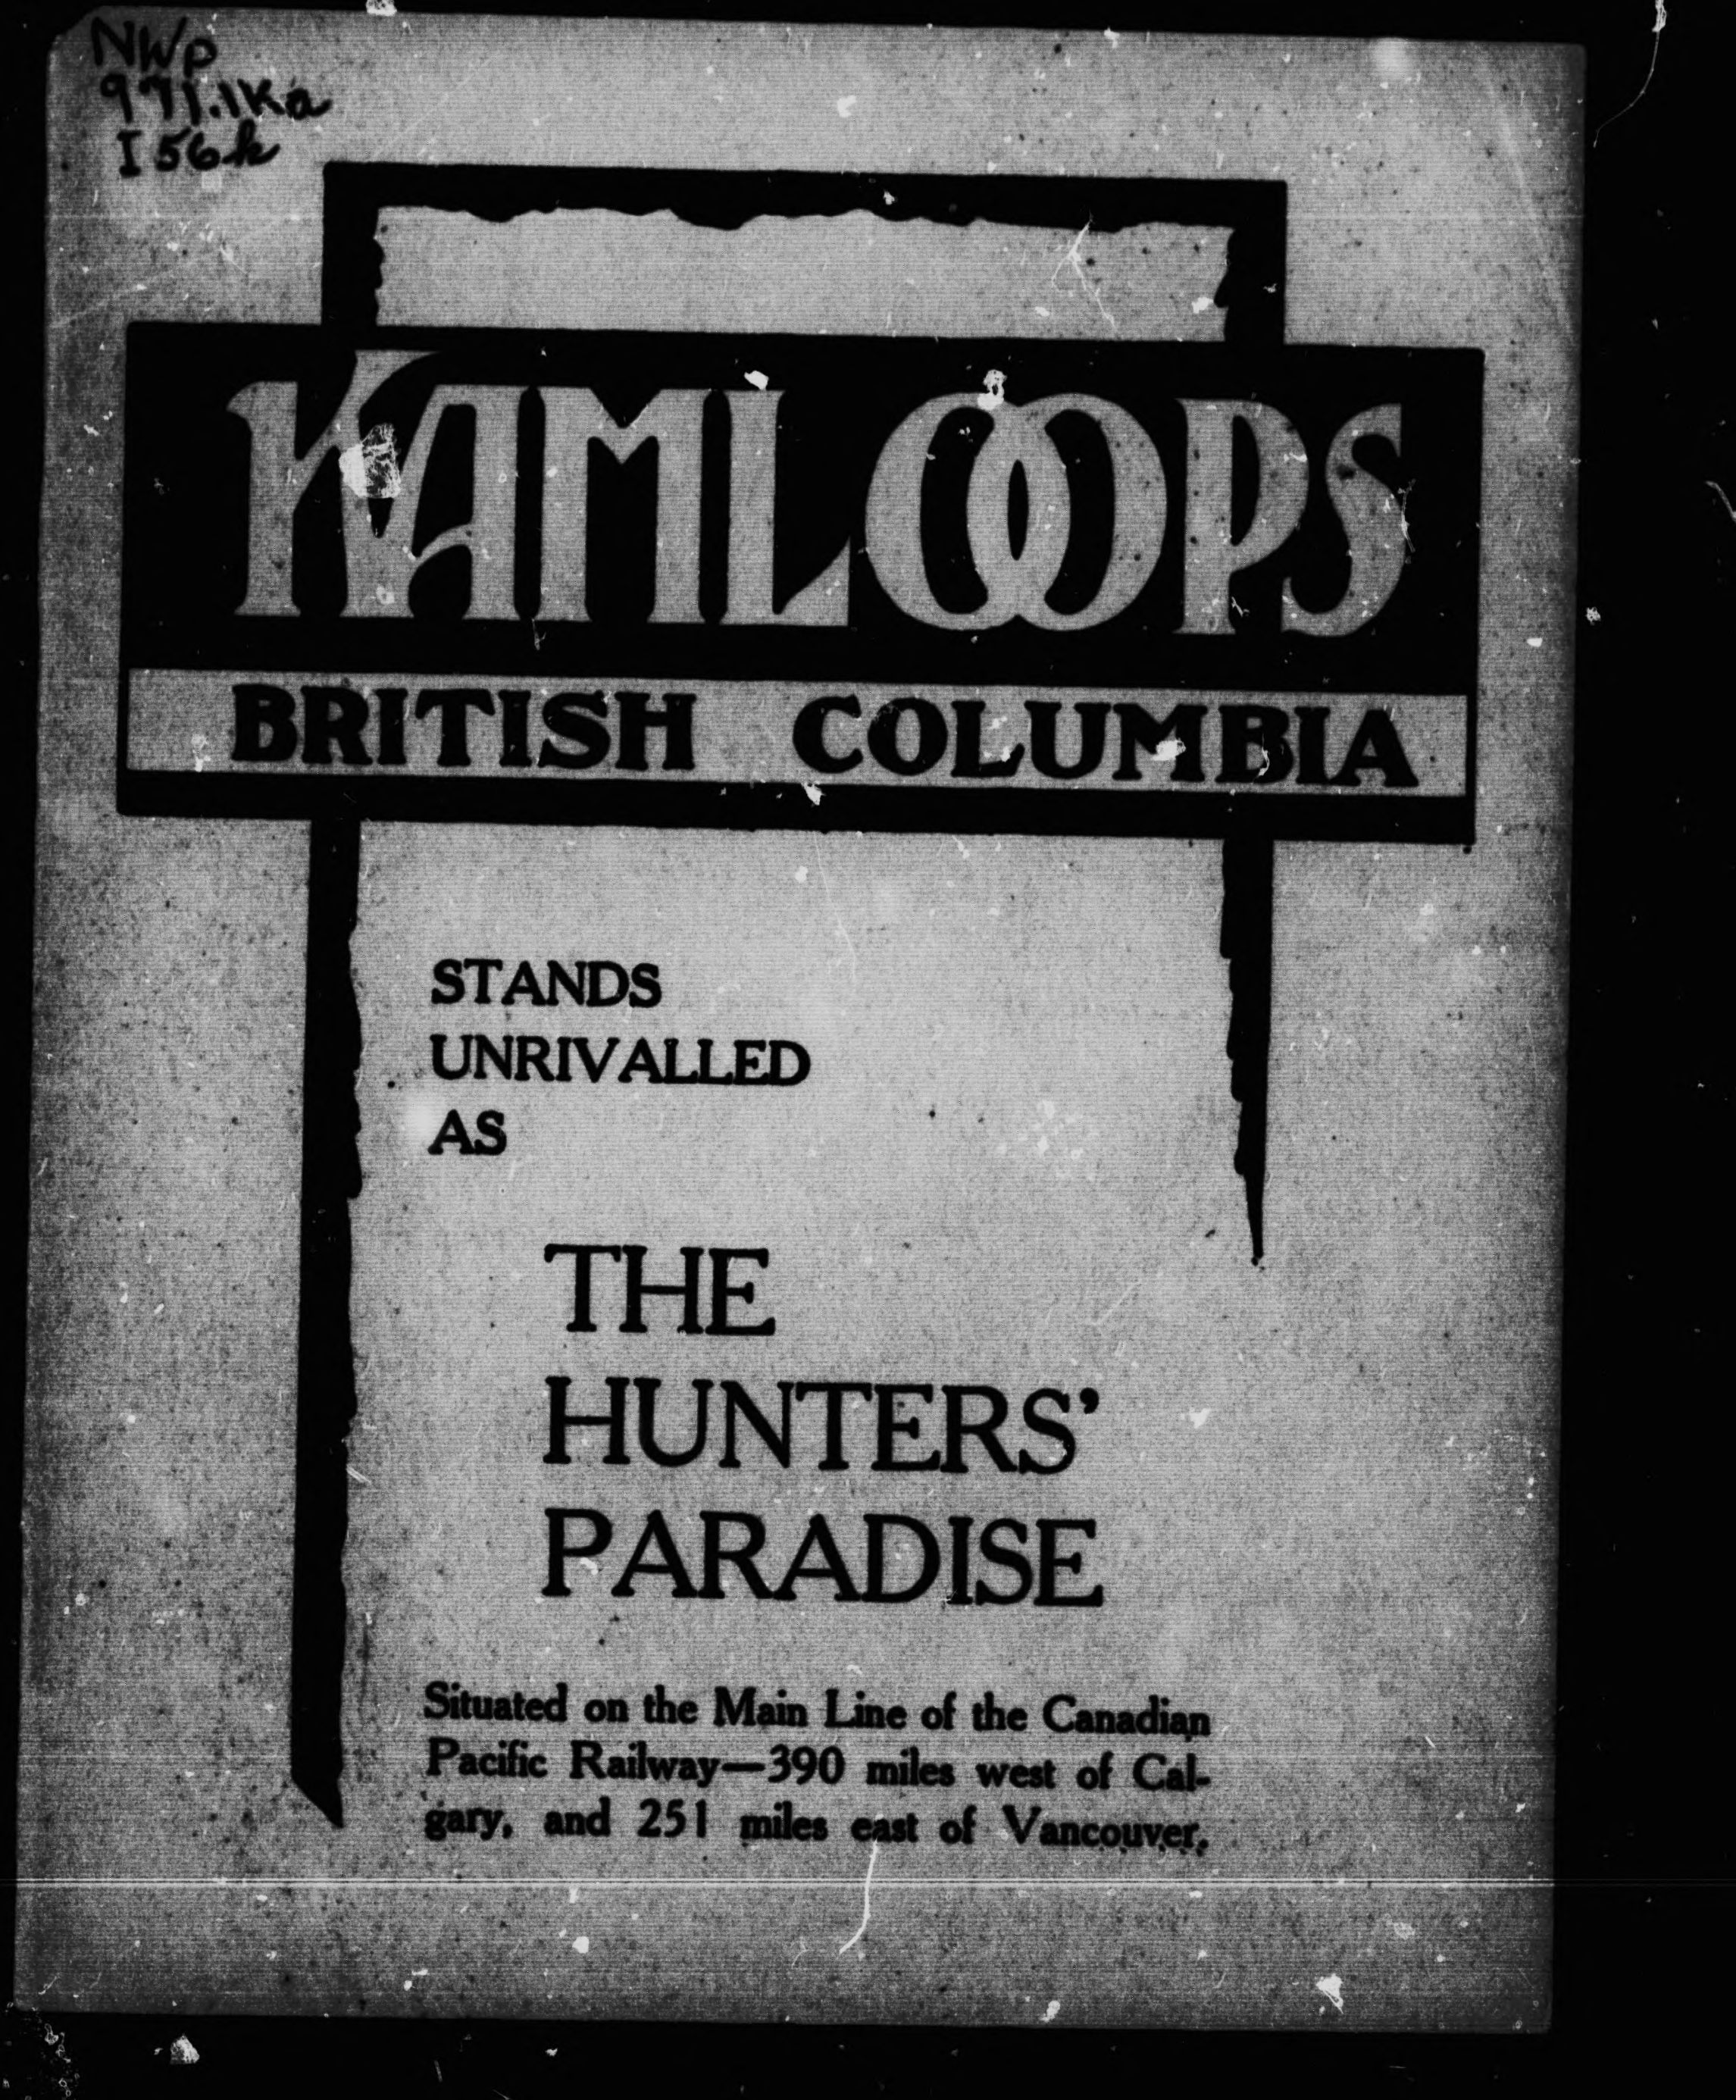 NWp
971.1Ka
I56k
KAMLOOPS
BRITISH COLUMBIA
STANDS
UNRIVALLED
AS
THE
HUNTERS'
PARADISE
Situated on the Main Line of the Canadian
Pacific Railway—390 miles west of Cal-
gary, and 251 miles east of Vancouver.